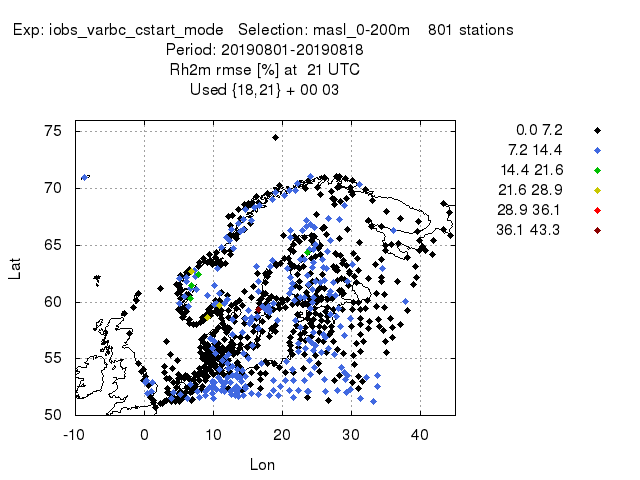 Exp: iobs_varbc_cstart_mode Selection: masl_0-200m 801 stations
Period: 20190801-20190818
Rh2m rmse [%] at 21 UTC
Used {18,21} + 00 03
0.0 7.2
7.2 14.4
14.4 21.6
21.6 28.9
28.9 36.1
36.1 43.3
75
70
65
60
55
50
Lat
-10 0 10 20 30 40
Lon